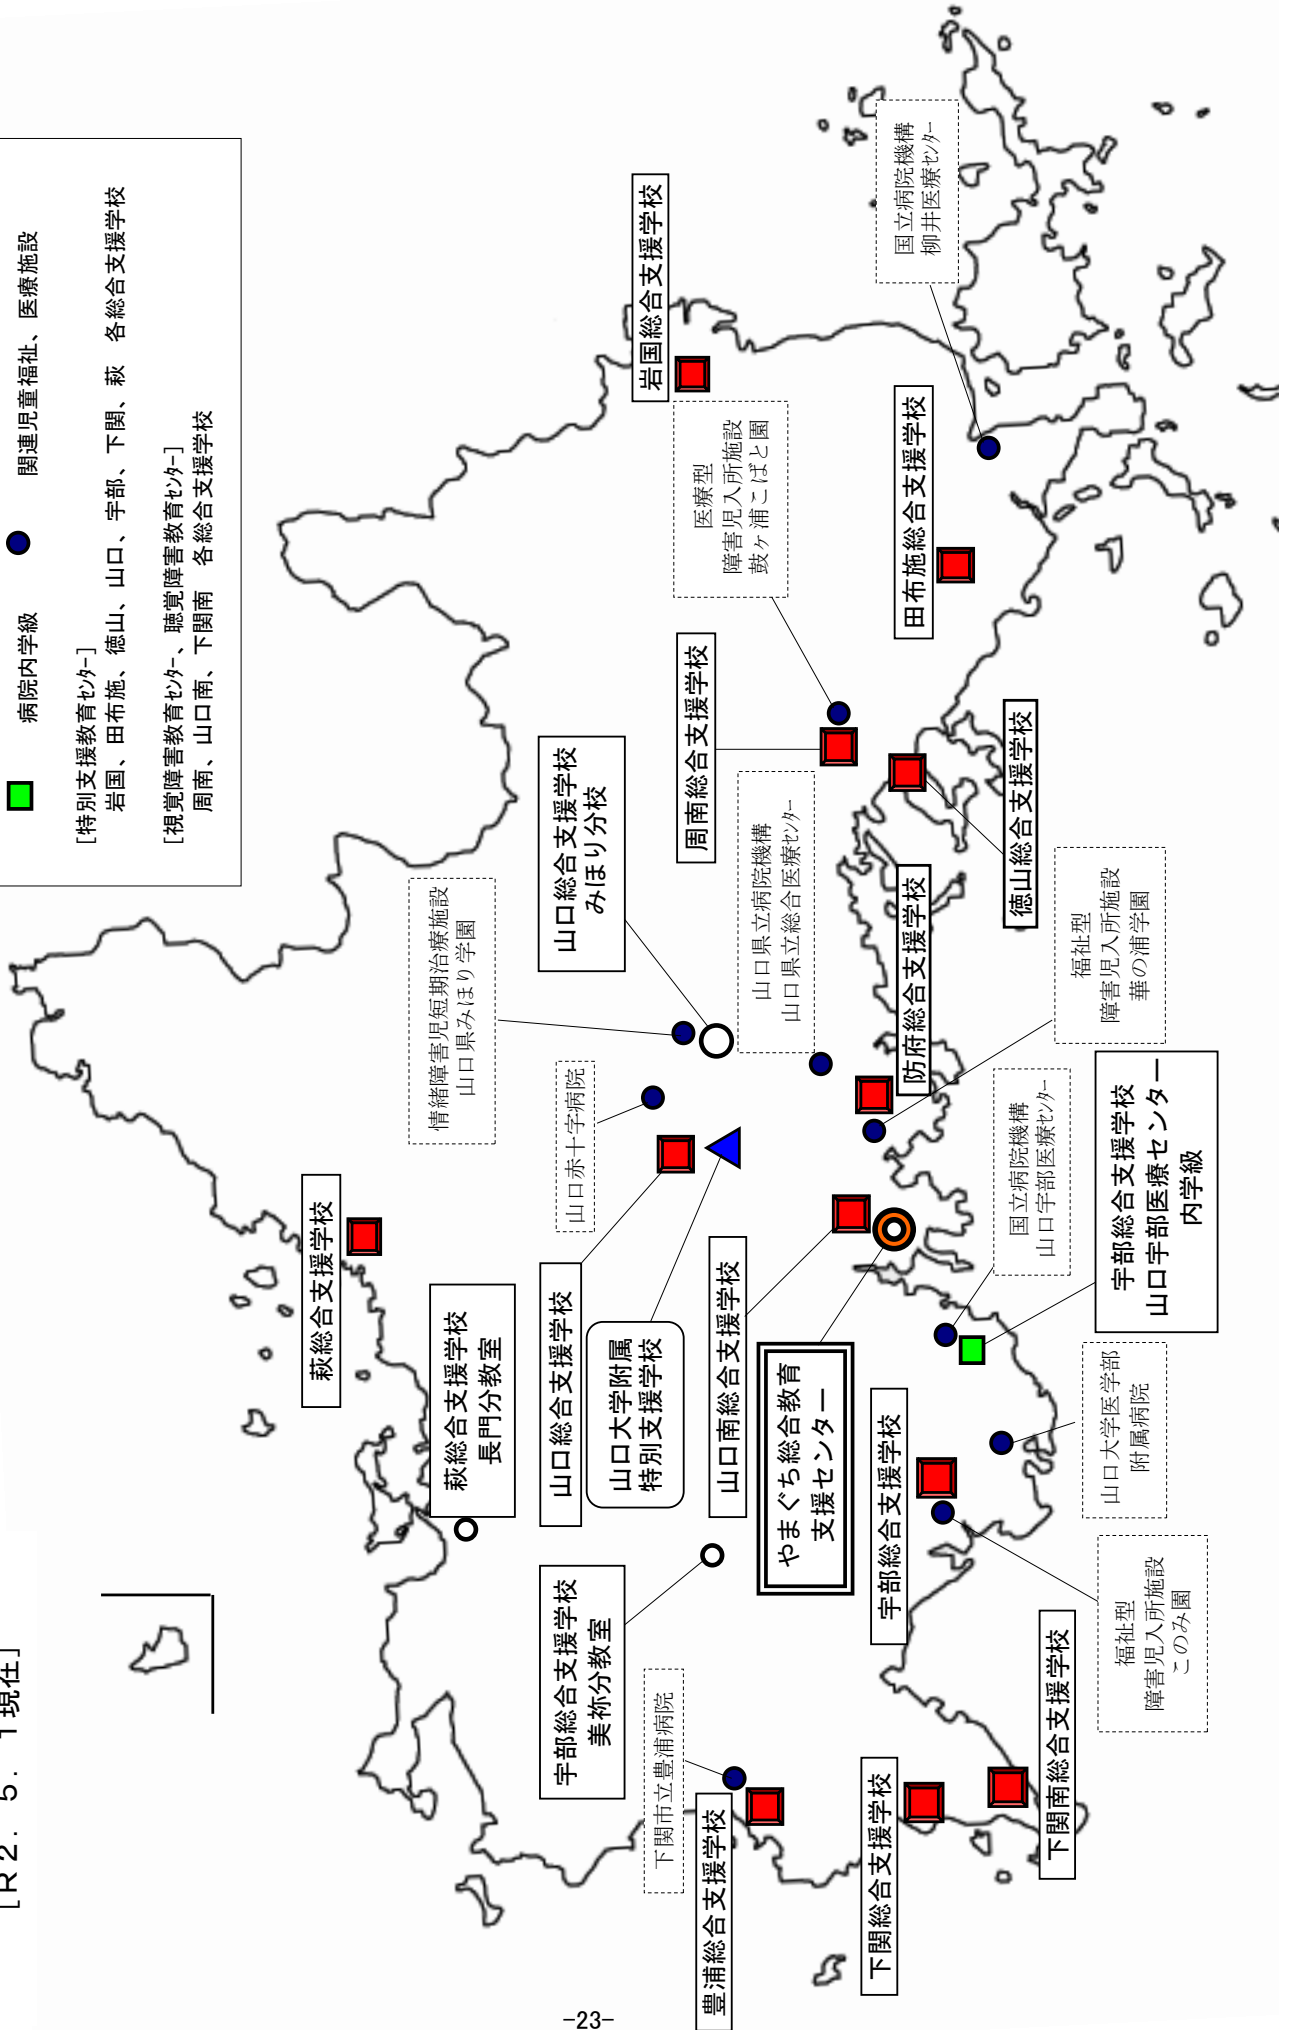 [Ｒ２．５．１現在]
病院内学級
関連児童福祉、医療施設
[特別支援教育ｾﾝﾀｰ]
岩国、田布施、徳山、山口、宇部、下関、萩　各総合支援学校
[視覚障害教育ｾﾝﾀｰ、聴覚障害教育ｾﾝﾀｰ]
周南、山口南、下関南　各総合支援学校
萩総合支援学校
萩総合支援学校
長門分教室
情緒障害児短期治療施設
山口県みほり学園
山口総合支援学校
みほり分校
山口赤十字病院
山口総合支援学校
山口大学附属
特別支援学校
宇部総合支援学校
美祢分教室
岩国総合支援学校
医療型
障害児入所施設
鼓ヶ浦こばと園
周南総合支援学校
山口県立病院機構
山口県立総合医療ｾﾝﾀｰ
山口南総合支援学校
やまぐち総合教育
支援センター
下関市立豊浦病院
豊浦総合支援学校
国立病院機構
柳井医療ｾﾝﾀｰ
田布施総合支援学校
防府総合支援学校
宇部総合支援学校
下関総合支援学校
徳山総合支援学校
国立病院機構
山口宇部医療ｾﾝﾀｰ
福祉型
障害児入所施設
華の浦学園
宇部総合支援学校
山口宇部医療センター
内学級
山口大学医学部
附属病院
福祉型
障害児入所施設
このみ園
下関南総合支援学校
-23-